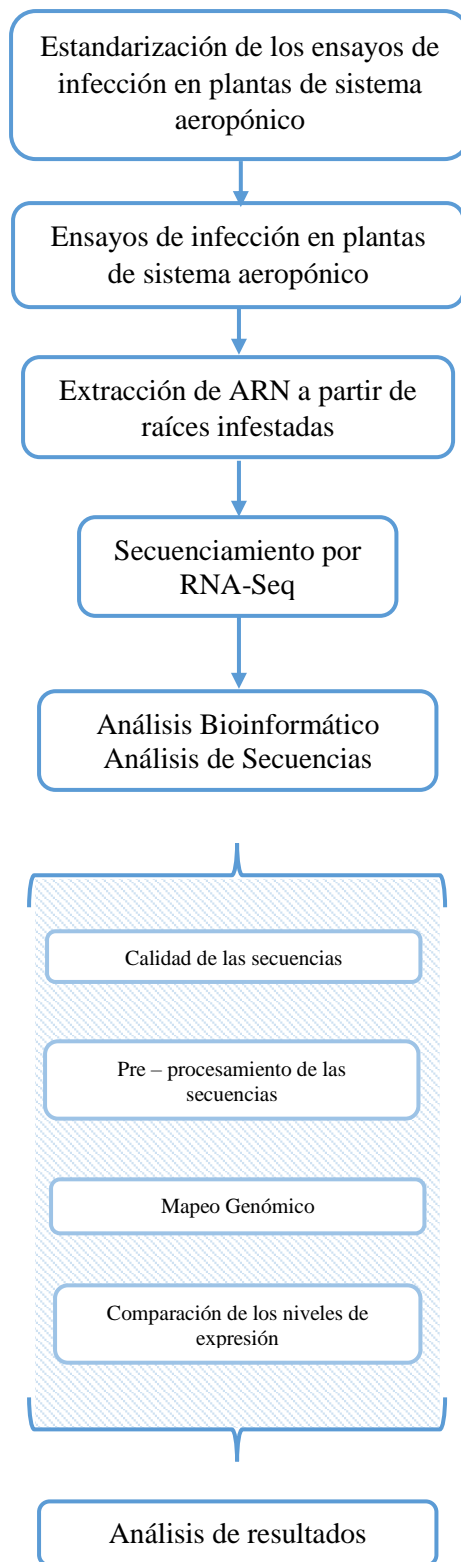 Estandarización de los ensayos de
infección en plantas de sistema
aeropónico
Ensayos de infección en plantas
de sistema aeropónico
Extracción de ARN a partir de
raíces infestadas
Secuenciamiento por
RNA-Seq
Análisis Bioinformático
Análisis de Secuencias
Calidad de las secuencias
Pre – procesamiento de las
secuencias
Mapeo Genómico
Comparación de los niveles de
expresión
Análisis de resultados